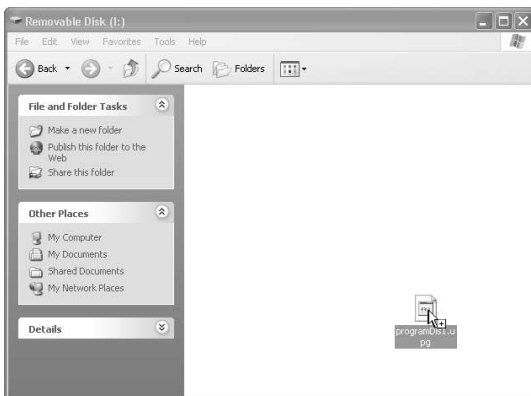 Removable Disk (I:)
File Edit View Favorites Tools Help
Back Search Folders
File and Folder Tasks
Make a new folder
Publish this folder to the
Web
Share this folder
Other Places
My Computer
My Documents
Shared Documents
My Network Places
Details
programDis1.u
pg